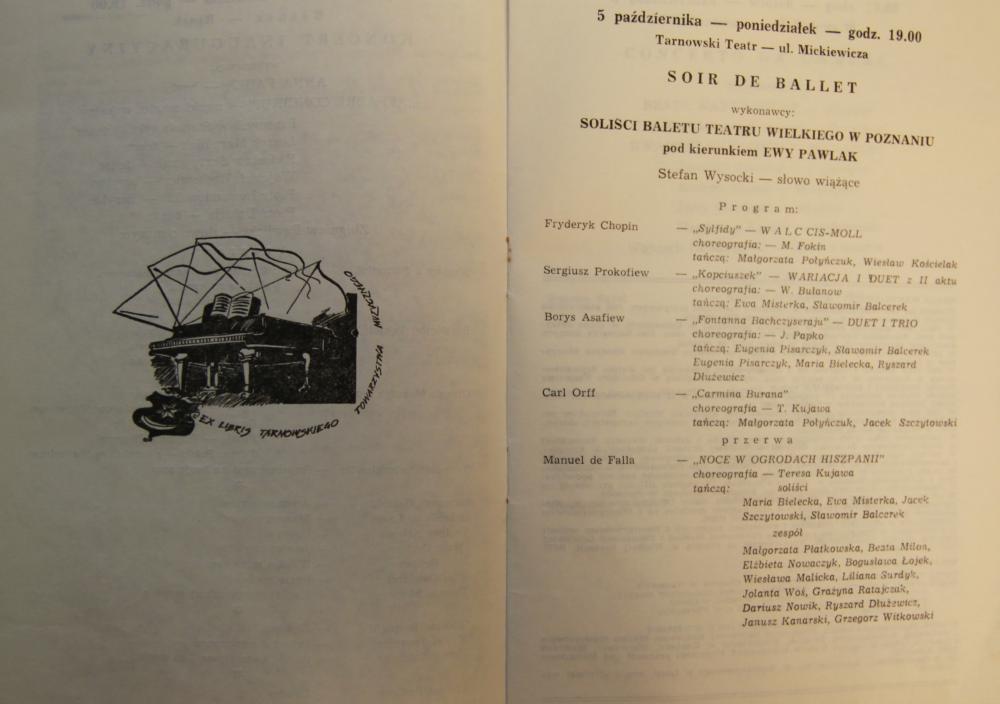 EX LIBRIS TARNOWSKIEGO
TOWARZYSTWA
MUZYCZNEGO
5 października — poniedziałek — godz. 19.00
Tarnowski Teatr — ul. Mickiewicza
SOIR DE BALLET
wykonawcy:
SOLIŚCI BALETU TEATRU WIELKIEGO W POZNANIU
pod kierunkiem EWY PAWLAK
Stefan Wysocki — słowo wiążące
Program:
Fryderyk Chopin — „Sylfidy" — WALC CIS-MOLL
choreografia: — M. Fokin
tańczą: Małgorzata Połyńczuk, Wiesław Kościelak
Sergiusz Prokofiew — „Kopciuszek" — WARIACJA I DUET z II aktu
choreografia: — W. Bułanow
tańczą: Ewa Misterka, Sławomir Balcerek
Borys Asafiew — „Fontanna Bachczyseraju" — DUET I TRIO
choreografia: — J. Papko
tańczą: Eugenia Pisarczyk, Sławomir Balcerek
Eugenia Pisarczyk, Maria Bielecka, Ryszard
Dłużewicz
Carl Orff — „Carmina Burana"
choreografia — T. Kujawa
tańczą: Małgorzata Połyńczuk, Jacek Szczytowski
przerwa
Manuel de Falla — „NOCE W OGRODACH HISZPANII"
choreografia — Teresa Kujawa
tańczą: soliści
Maria Bielecka, Ewa Misterka, Jacek
Szczytowski, Sławomir Balcerek
zespół
Małgorzata Płatkowska, Beata Milon,
Elżbieta Nowaczyk, Bogusława Łojek,
Wiesława Malicka, Liliana Surdyk,
Jolanta Woś, Grażyna Ratajczak,
Dariusz Nowik, Ryszard Dłużewicz,
Janusz Kanarski, Grzegorz Witkowski